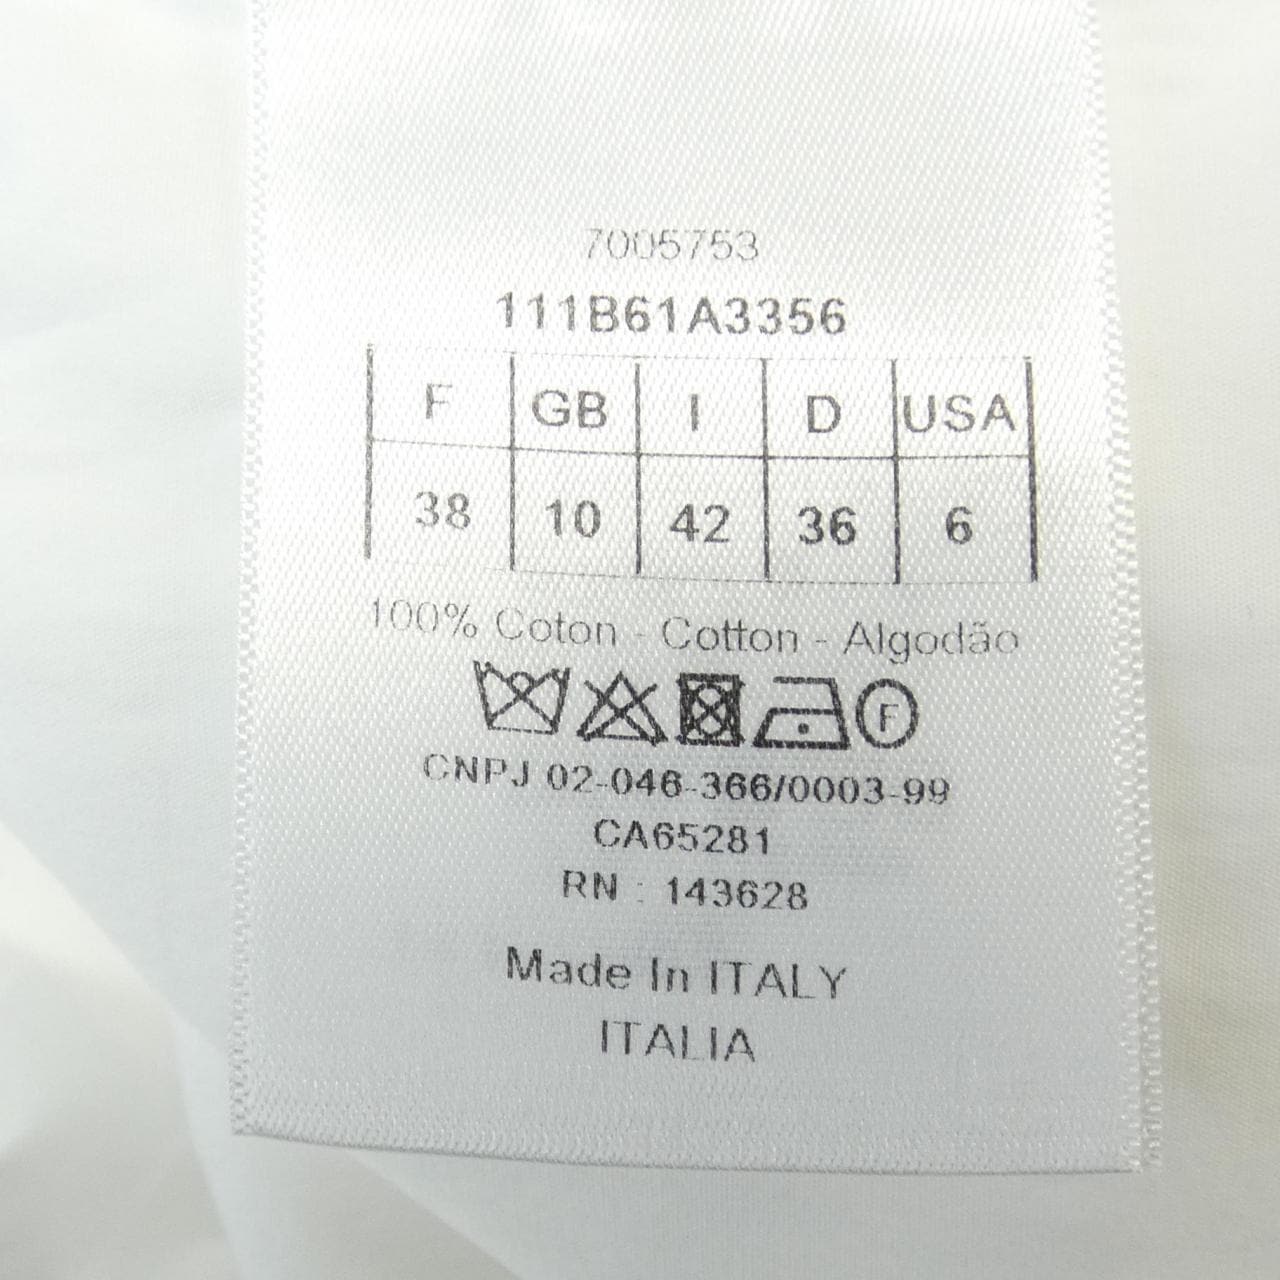 7005753
111B61A3356
F GB I D USA
38 10 42 36 6
100% Coton - Cotton - Algodão
F
CNPJ 02-046-366/0003-99
CA65281
RN : 143628
Made In ITALY
ITALIA